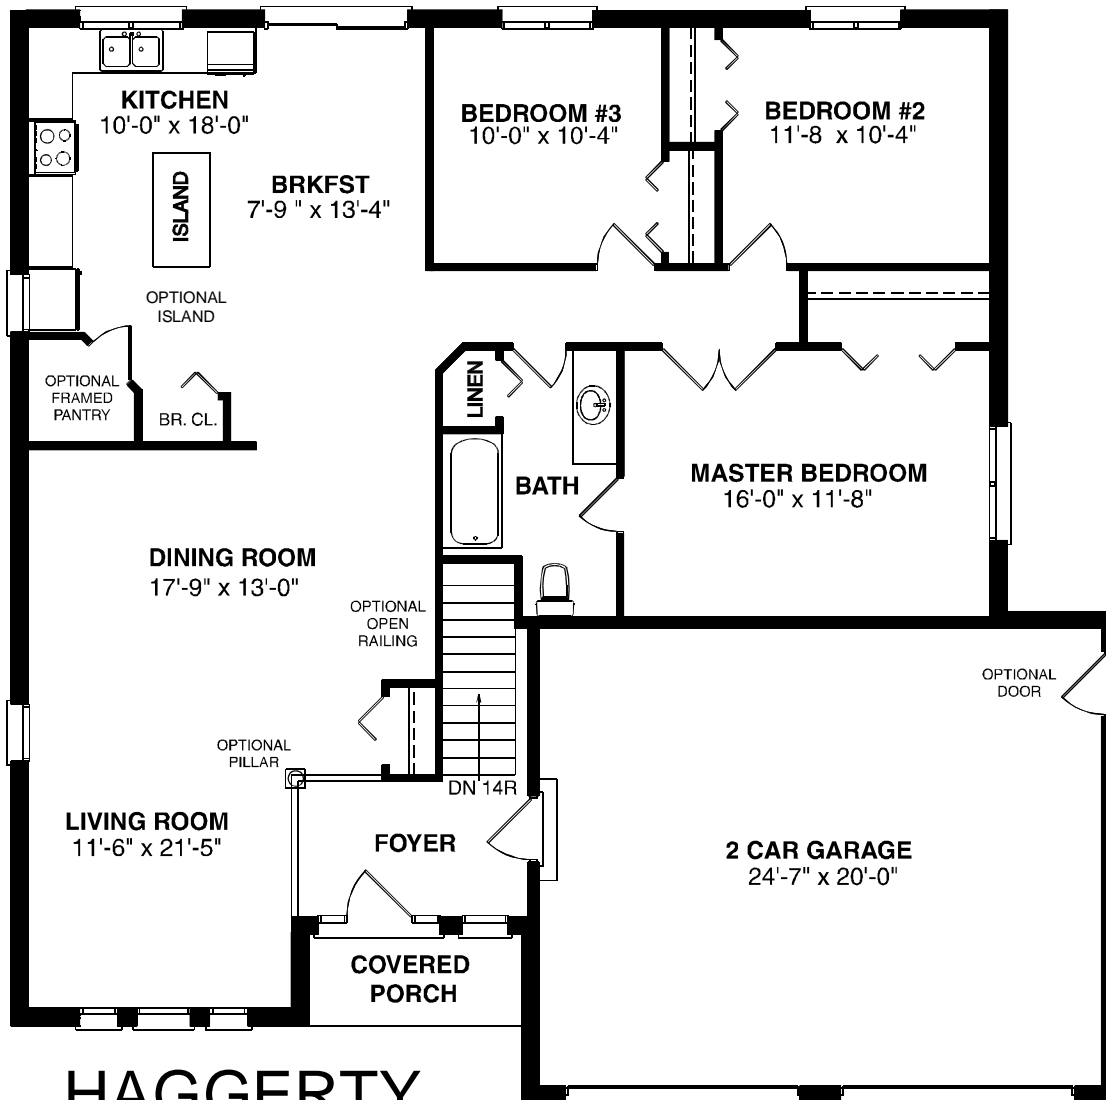 KITCHEN
10'-0" x 18'-0"
BEDROOM #3
10'-0" x 10'-4"
BEDROOM #2
11'-8 x 10'-4"
ISLAND
BRKFST
7'-9 " x 13'-4"
OPTIONAL
ISLAND
OPTIONAL
FRAMED
PANTRY
BR. CL.
LINEN
BATH
MASTER BEDROOM
16'-0" x 11'-8"
DINING ROOM
17'-9" x 13'-0"
OPTIONAL
OPEN
RAILING
OPTIONAL
DOOR
OPTIONAL
PILLAR
DN 14R
LIVING ROOM
11'-6" x 21'-5"
FOYER
2 CAR GARAGE
24'-7" x 20'-0"
COVERED
PORCH
HAGGERTY